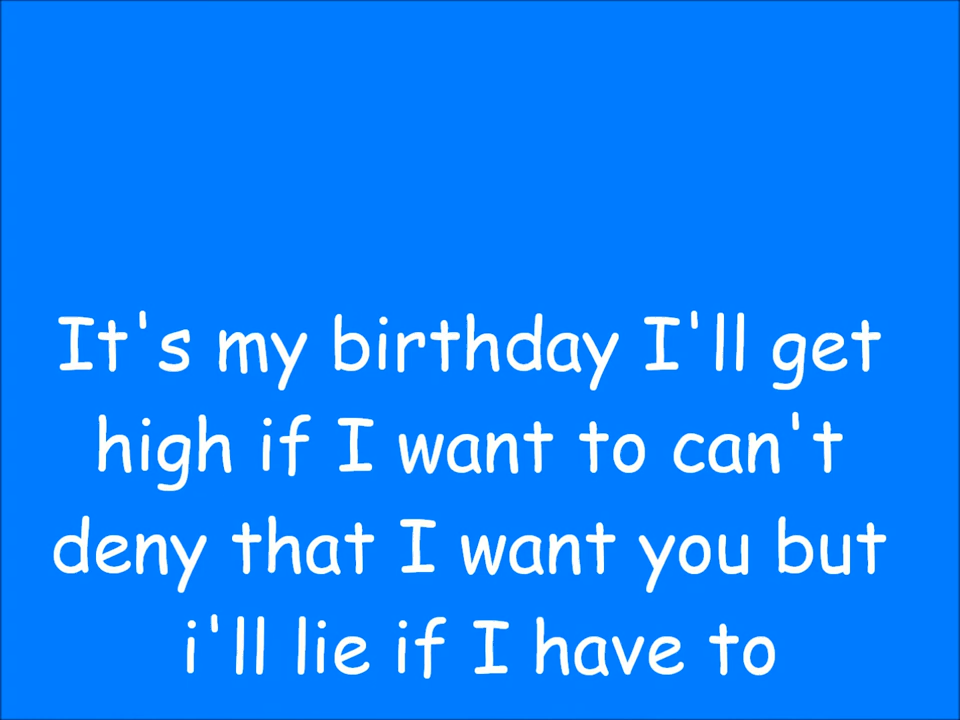 It's my birthday I'll get
high if I want to can't
deny that I want you but
i'll lie if I have to